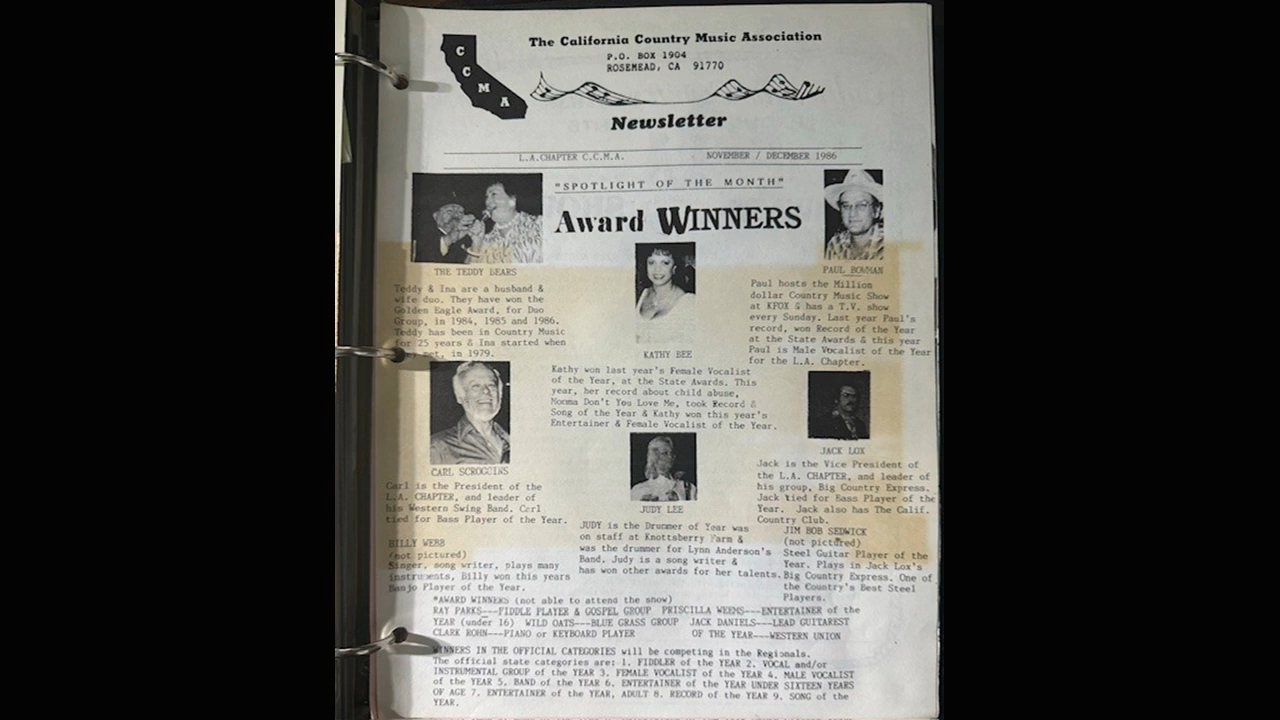 C
C
M
A
The California Country Music Association
P.O. BOX 1904
ROSEMEAD, CA 91770
Newsletter
L.A.CHAPTER C.C.M.A. NOVEMBER / DECEMBER 1986
"SPOTLIGHT OF THE MONTH"
Award WINNERS
THE TEDDY BEARS
Teddy & Ina are a husband &
wife duo. They have won the
Golden Eagle Award, for Duo
Group, in 1984, 1985 and 1986.
Teddy has been in Country Music
for 25 years & Ina started when
met, in 1979.
KATHY BEE
Kathy won last year's Female Vocalist
of the Year, at the State Awards. This
year, her record about child abuse,
Momma Don't You Love Me, took Record &
Song of the Year & Kathy won this year's
Entertainer & Female Vocalist of the Year.
PAUL BOWMAN
Paul hosts the Million
dollar Country Music Show
at KFOX & has a T.V. show
every Sunday. Last year Paul's
record, won Record of the Year
at the State Awards & this year
Paul is Male Vocalist of the Year
for the L.A. Chapter.
CARL SCROGGINS
Carl is the President of the
L.A. CHAPTER, and leader of
his Western Swing Band. Carl
tied for Bass Player of the Year.
JUDY LEE
JUDY is the Drummer of Year was
on staff at Knottsberry Farm &
was the drummer for Lynn Anderson's
Band. Judy is a song writer &
has won other awards for her talents.
JACK LOX
Jack is the Vice President of
the L.A. CHAPTER, and leader of
his group, Big Country Express.
Jack tied for Bass Player of the
Year. Jack also has The Calif.
Country Club.
BILLY WEBB
(not pictured)
Singer, song writer, plays many
instruments, Billy won this years
Banjo Player of the Year.
JIM BOB SEDWICK
(not pictured)
Steel Guitar Player of the
Year. Plays in Jack Lox's
Big Country Express. One of
the Country's Best Steel
Players.
*AWARD WINNERS (not able to attend the show)
RAY PARKS---FIDDLE PLAYER & GOSPEL GROUP PRISCILLA WEEMS---ENTERTAINER of the
YEAR (under 16) WILD OATS---BLUE GRASS GROUP JACK DANIELS---LEAD GUITAREST
CLARK ROHN---PIANO or KEYBOARD PLAYER OF THE YEAR---WESTERN UNION
WINNERS IN THE OFFICIAL CATEGORIES will be competing in the Regionals.
The official state categories are: 1. FIDDLER of the YEAR 2. VOCAL and/or
INSTRUMENTAL GROUP of the YEAR 3. FEMALE VOCALIST of the YEAR 4. MALE VOCALIST
of the YEAR 5. BAND of the YEAR 6. ENTERTAINER of the YEAR UNDER SIXTEEN YEARS
OF AGE 7. ENTERTAINER of the YEAR, ADULT 8. RECORD of the YEAR 9. SONG of the
YEAR.